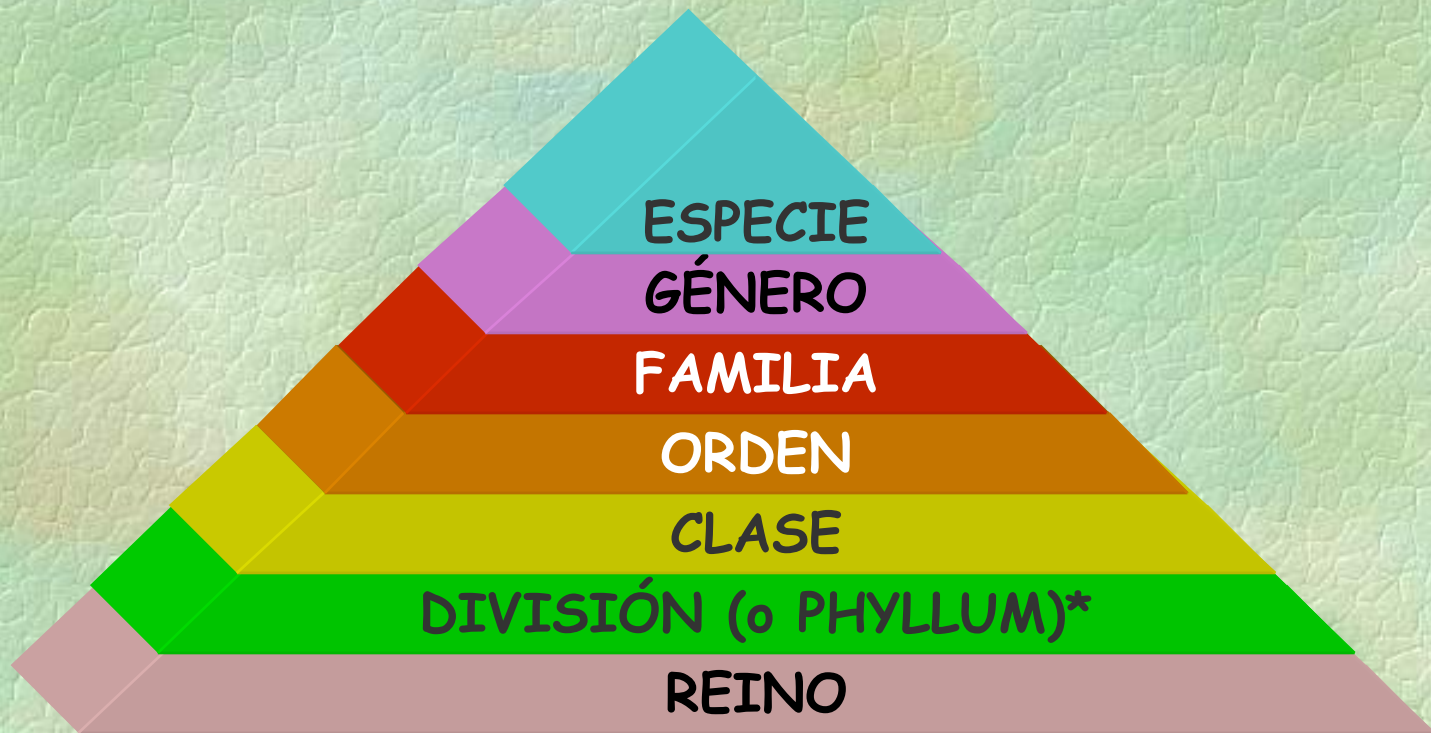 ESPECIE
GÉNERO
FAMILIA
ORDEN
CLASE
DIVISIÓN (o PHYLLUM)*
REINO